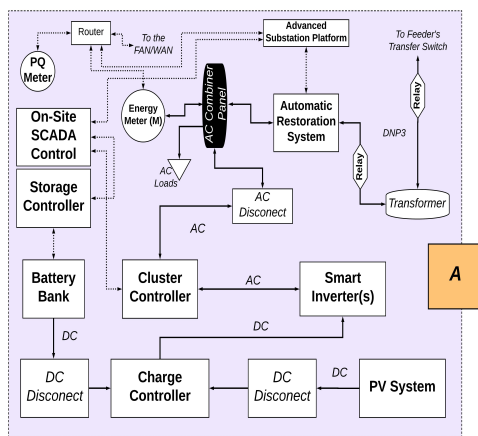 Router
To the
FAN/WAN
Advanced
Substation Platform
To Feeder's
Transfer Switch
PQ
Meter
Energy
Meter (M)
AC Combiner
Panel
Automatic
Restoration
System
Relay
DNP3
On-Site
SCADA
Control
AC
Loads
Relay
Storage
Controller
AC
Disconect
Transformer
AC
Battery
Bank
Cluster
Controller
AC
Smart
Inverter(s)
A
DC
DC
DC
Disconect
Charge
Controller
DC
Disconect
DC
PV System